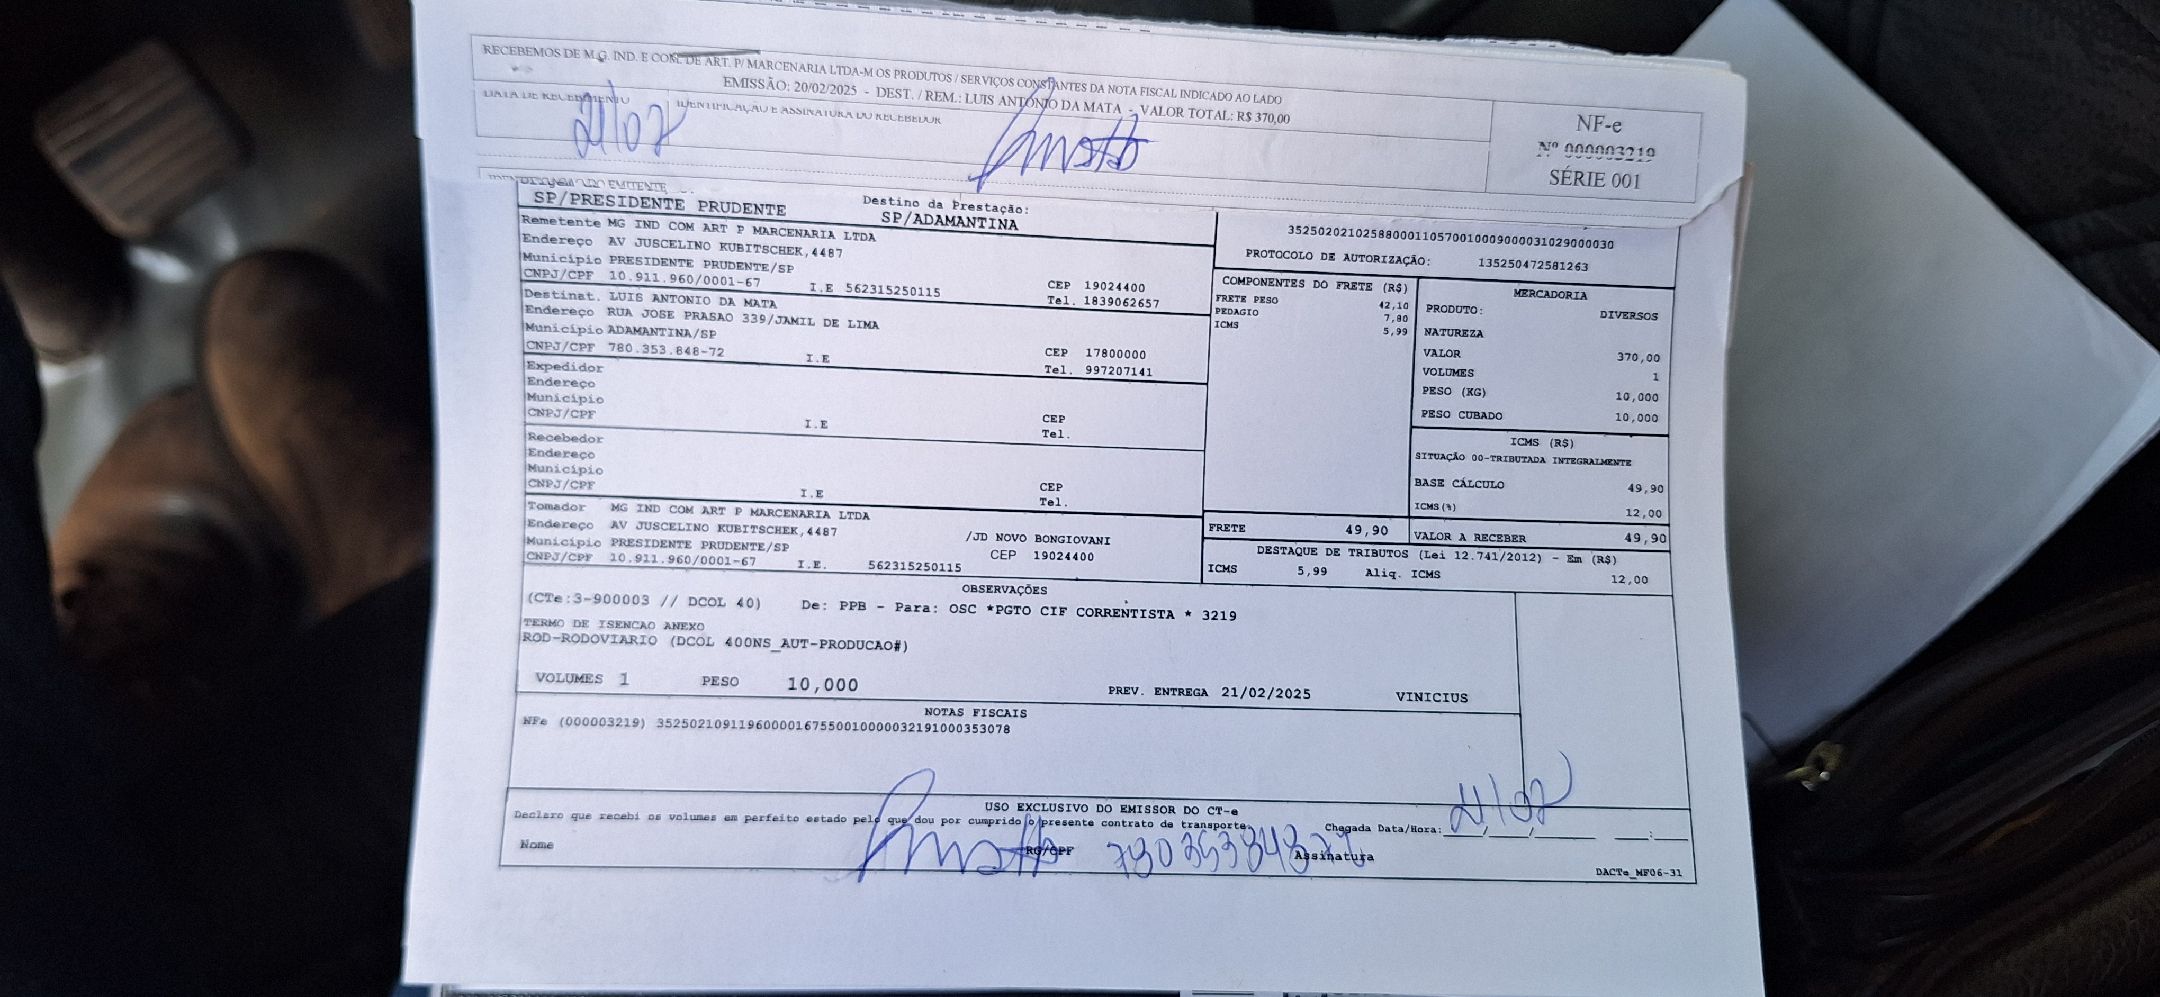 RECEBEMOS DE M.G. IND. E COM. DE ART. P/ MARCENARIA LTDA-M OS PRODUTOS / SERVIÇOS CONSTANTES DA NOTA FISCAL INDICADO AO LADO
EMISSÃO: 20/02/2025 - DEST. / REM.: LUIS ANTONIO DA MATA - VALOR TOTAL: R$ 370,00
DATA DE RECEBIMENTO
IDENTIFICAÇÃO E ASSINATURA DO RECEBEDOR
21/02
NF-e
Nº 000003219
SÉRIE 001
SP/PRESIDENTE PRUDENTE
Destino da Prestação:
SP/ADAMANTINA
Remetente MG IND COM ART P MARCENARIA LTDA
Endereço AV JUSCELINO KUBITSCHEK,4487
Município PRESIDENTE PRUDENTE/SP CEP 19024400
CNPJ/CPF 10.911.960/0001-67 I.E 562315250115 Tel. 1839062657
Destinat. LUIS ANTONIO DA MATA
Endereço RUA JOSE PRASAO 339/JAMIL DE LIMA
Município ADAMANTINA/SP CEP 17800000
CNPJ/CPF 780.353.848-72 I.E Tel. 997207141
Expedidor
Endereço
Município CEP
CNPJ/CPF I.E Tel.
Recebedor
Endereço
Município CEP
CNPJ/CPF I.E Tel.
Tomador MG IND COM ART P MARCENARIA LTDA
Endereço AV JUSCELINO KUBITSCHEK,4487 /JD NOVO BONGIOVANI
Município PRESIDENTE PRUDENTE/SP CEP 19024400
CNPJ/CPF 10.911.960/0001-67 I.E. 562315250115
35250202102588000110570010009000031029000030
PROTOCOLO DE AUTORIZAÇÃO: 135250472581263
COMPONENTES DO FRETE (R$)
FRETE PESO 42,10
PEDAGIO 7,80
ICMS 5,99
MERCADORIA
PRODUTO: DIVERSOS
NATUREZA
VALOR 370,00
VOLUMES 1
PESO (KG) 10,000
PESO CUBADO 10,000
ICMS (R$)
SITUAÇÃO 00-TRIBUTADA INTEGRALMENTE
BASE CÁLCULO 49,90
ICMS(%) 12,00
FRETE 49,90
VALOR A RECEBER 49,90
DESTAQUE DE TRIBUTOS (Lei 12.741/2012) - Em (R$)
ICMS 5,99 Aliq. ICMS 12,00
OBSERVAÇÕES
(CTe:3-900003 // DCOL 40) De: PPB - Para: OSC *PGTO CIF CORRENTISTA * 3219
TERMO DE ISENCAO ANEXO
ROD-RODOVIARIO (DCOL 400NS_AUT-PRODUCAO#)
VOLUMES 1 PESO 10,000 PREV. ENTREGA 21/02/2025 VINICIUS
NOTAS FISCAIS
NFe (000003219) 35250210911960000167550010000032191000353078
USO EXCLUSIVO DO EMISSOR DO CT-e
Declaro que recebi os volumes em perfeito estado pelo que dou por cumprido o presente contrato de transporte.
Chegada Data/Hora: 21/02
Nome RG/CPF 78035384872 Assinatura
DACTe_MF06-31